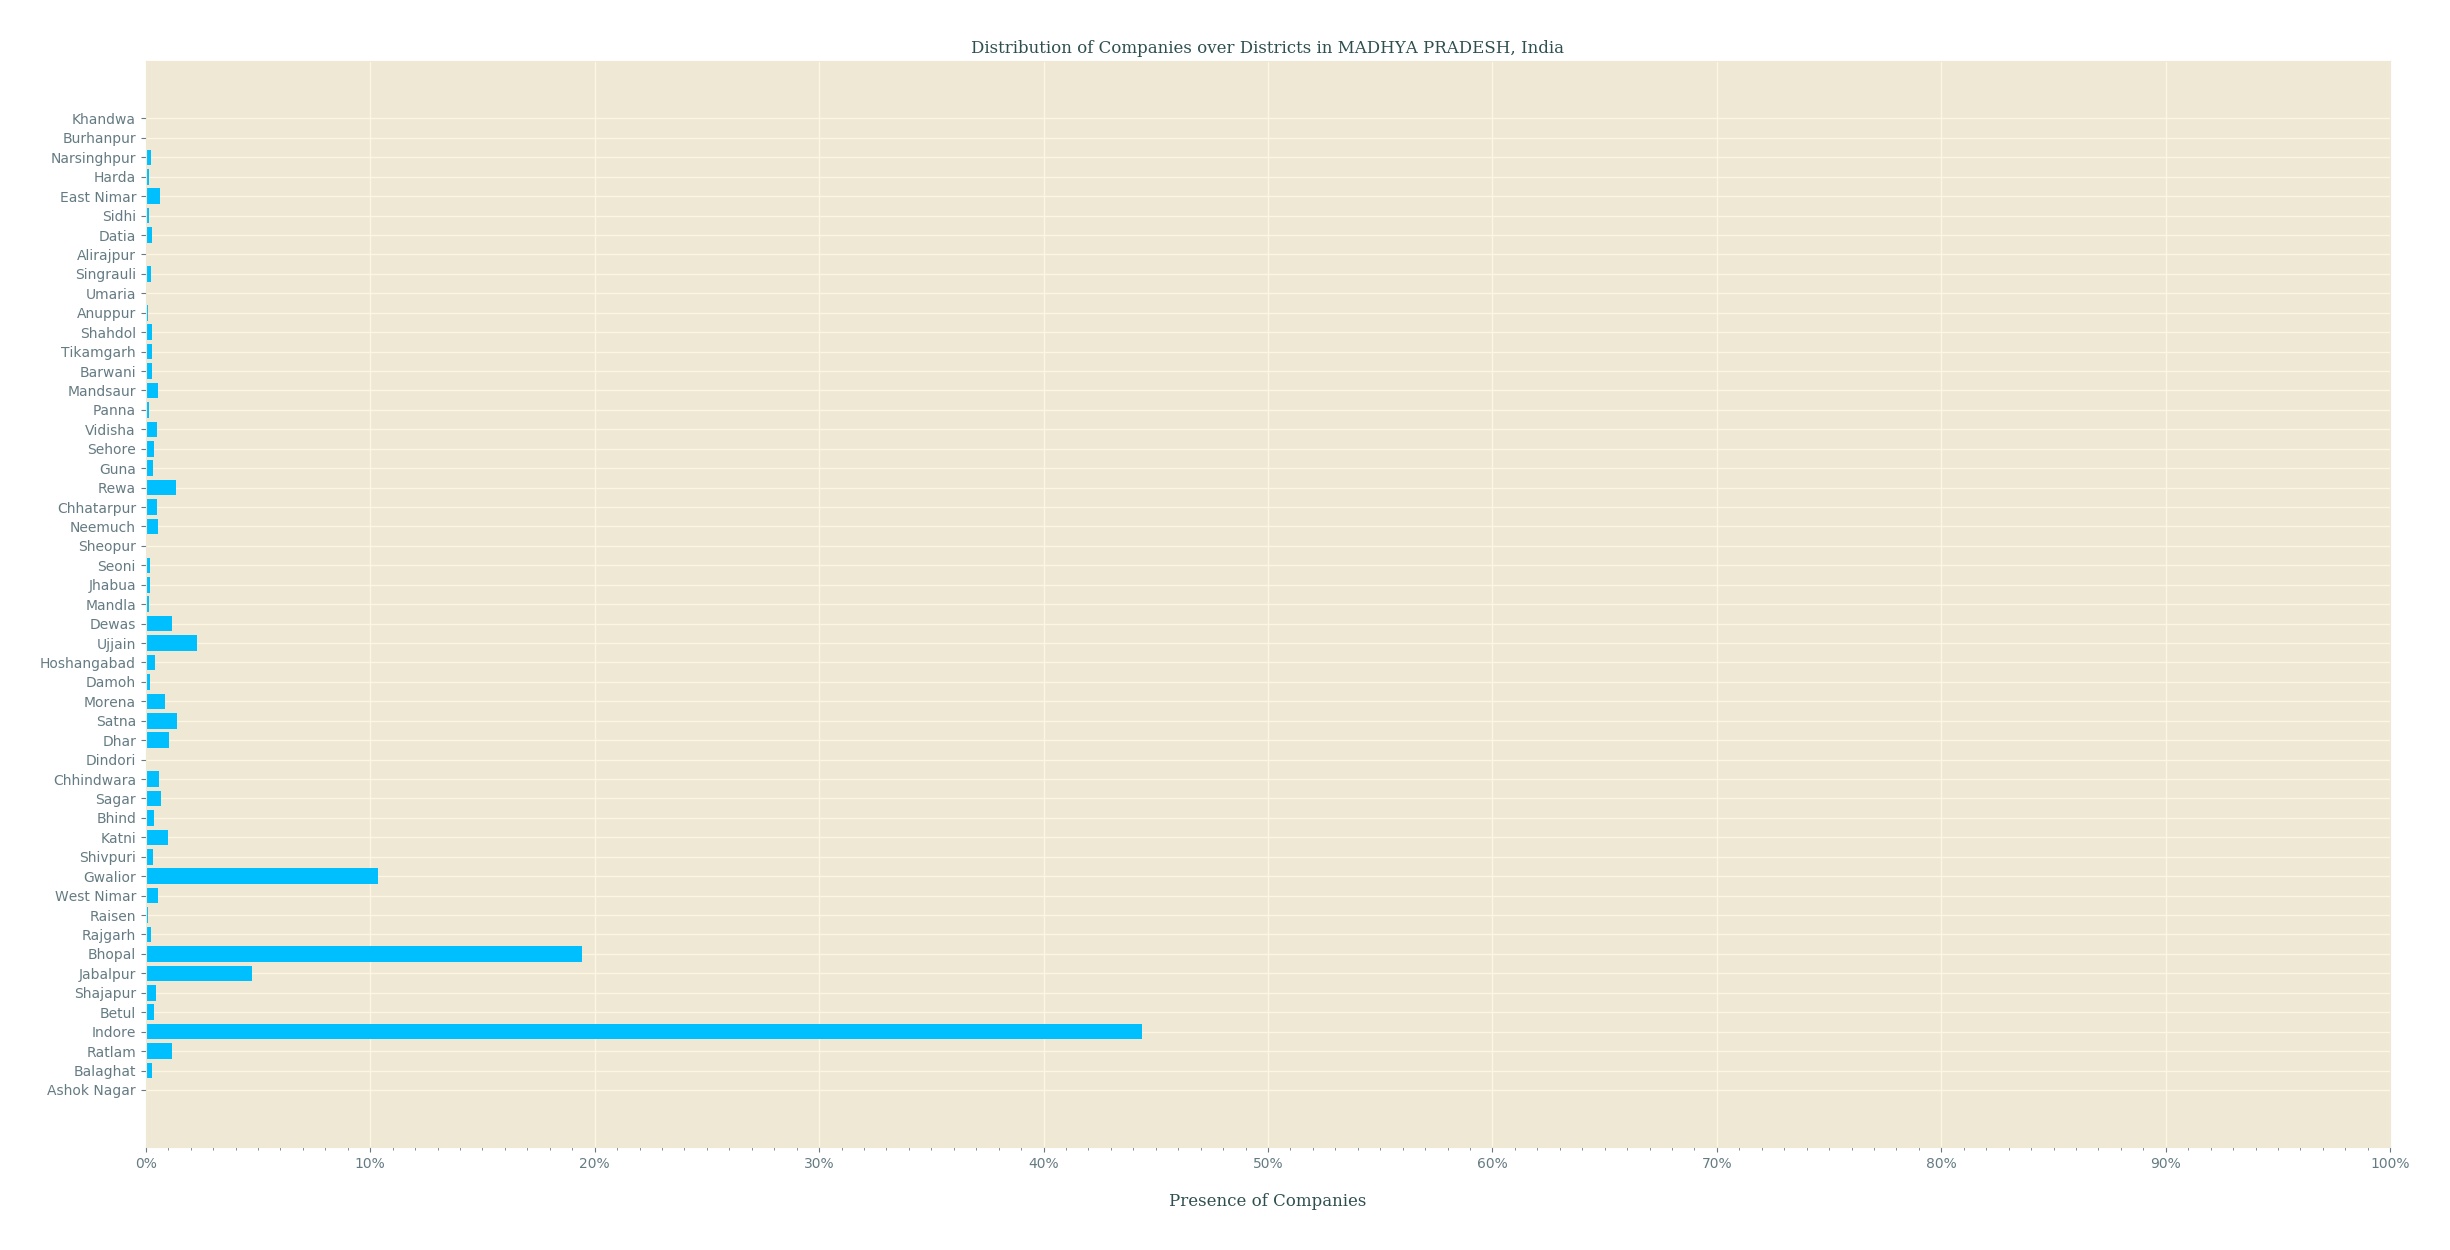 Distribution of Companies over Districts in MADHYA PRADESH, India
Khandwa
Burhanpur
Narsinghpur
Harda
East Nimar
Sidhi
Datia
Alirajpur
Singrauli
Umaria
Anuppur
Shahdol
Tikamgarh
Barwani
Mandsaur
Panna
Vidisha
Sehore
Guna
Rewa
Chhatarpur
Neemuch
Sheopur
Seoni
Jhabua
Mandla
Dewas
Ujjain
Hoshangabad
Damoh
Morena
Satna
Dhar
Dindori
Chhindwara
Sagar
Bhind
Katni
Shivpuri
Gwalior
West Nimar
Raisen
Rajgarh
Bhopal
Jabalpur
Shajapur
Betul
Indore
Ratlam
Balaghat
Ashok Nagar
0% 10% 20% 30% 40% 50% 60% 70% 80% 90% 100%
Presence of Companies